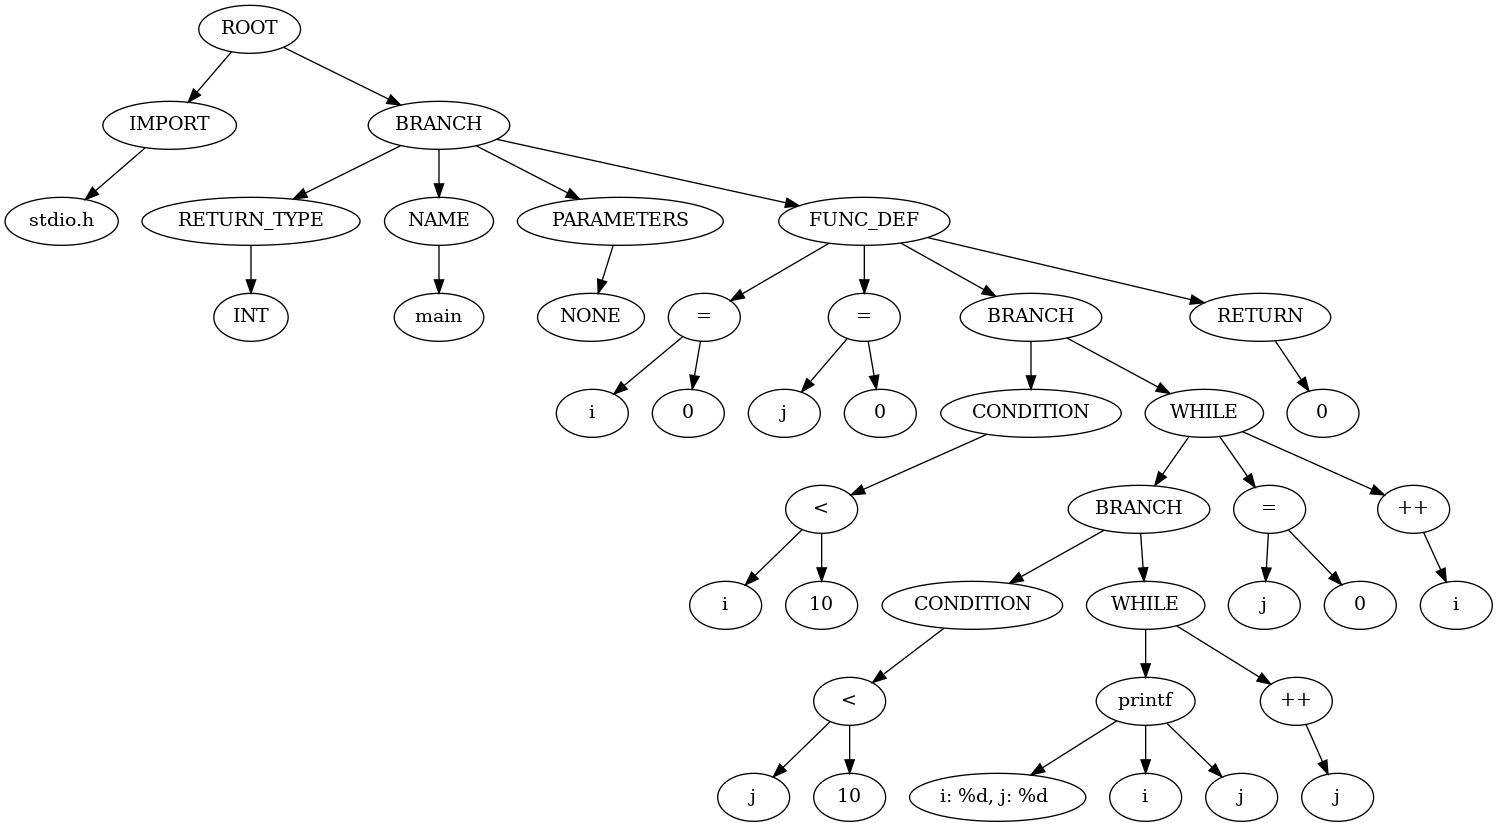 ROOT
IMPORT
BRANCH
stdio.h
RETURN_TYPE
NAME
PARAMETERS
FUNC_DEF
INT
main
NONE
=
=
BRANCH
RETURN
i
0
j
0
CONDITION
WHILE
0
<
BRANCH
=
++
i
10
CONDITION
WHILE
j
0
i
<
printf
++
j
10
i: %d, j: %d
i
j
j